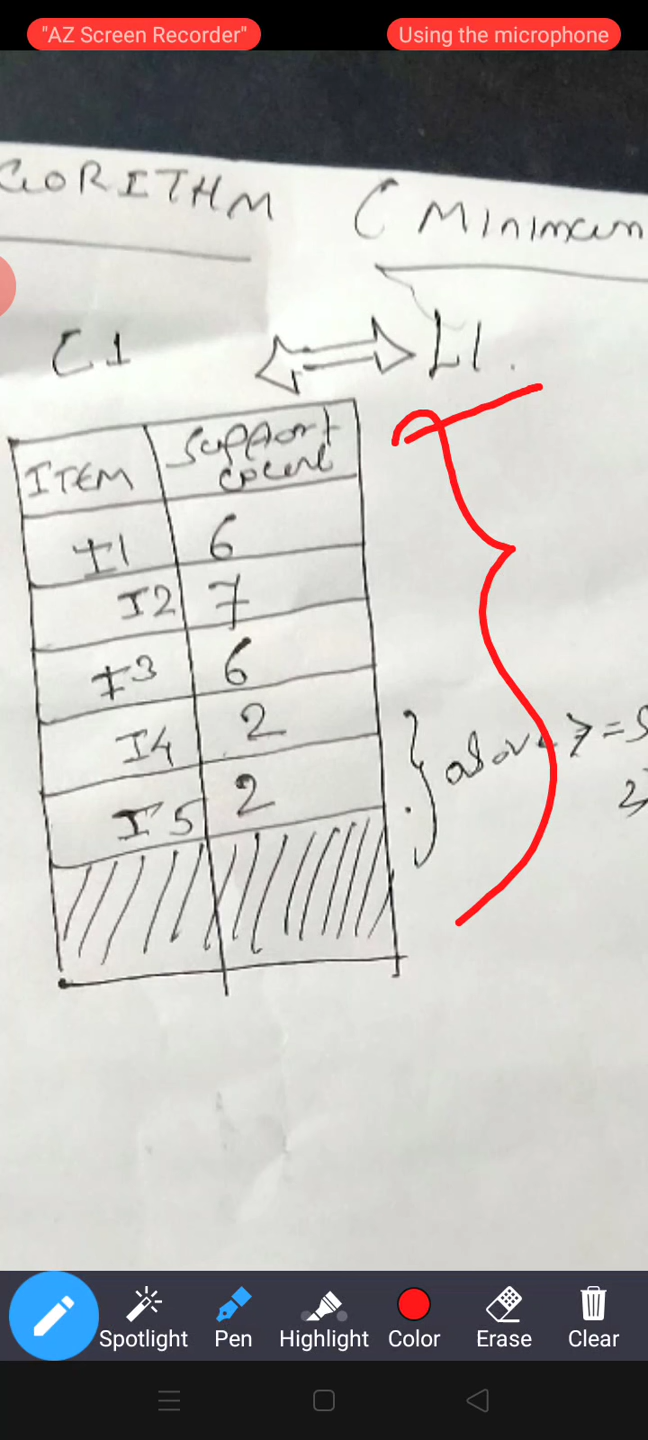 "AZ Screen Recorder" Using the microphone
GORITHM ( Minimum
C1 L1.
ITEM Support count
I1 6
I2 7
I3 6
I4 2
I5 2
above >=
Spotlight Pen Highlight Color Erase Clear